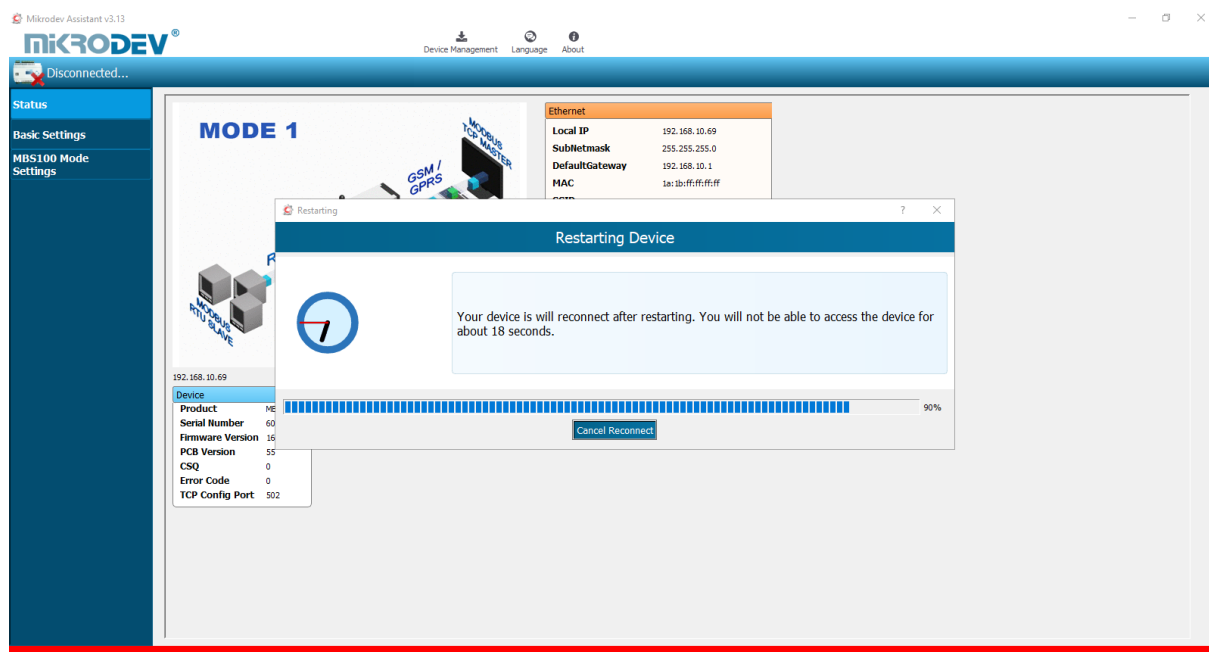 Mikrodev Assistant v3.13
MiKRODEV®
Device Management Language About
Disconnected...
Status
Basic Settings
MBS100 Mode
Settings
MODE 1
MODBUS
TCP MASTER
GSM /
GPRS
MODBUS
RTU SLAVE
Ethernet
Local IP 192.168.10.69
SubNetmask 255.255.255.0
DefaultGateway 192.168.10.1
MAC 1a:1b:ff:ff:ff:ff
Restarting
?
Restarting Device
Your device is will reconnect after restarting. You will not be able to access the device for
about 18 seconds.
90%
Cancel Reconnect
192.168.10.69
Device
Product
Serial Number 60
Firmware Version 16
PCB Version 55
CSQ 0
Error Code 0
TCP Config Port 502